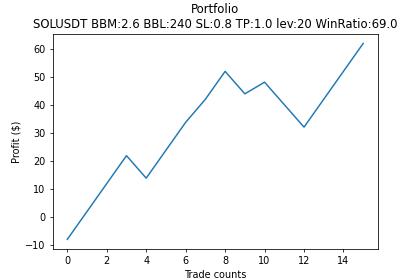 Portfolio
SOLUSDT BBM:2.6 BBL:240 SL:0.8 TP:1.0 lev:20 WinRatio:69.0
Profit ($)
60
50
40
30
20
10
0
−10
0 2 4 6 8 10 12 14
Trade counts